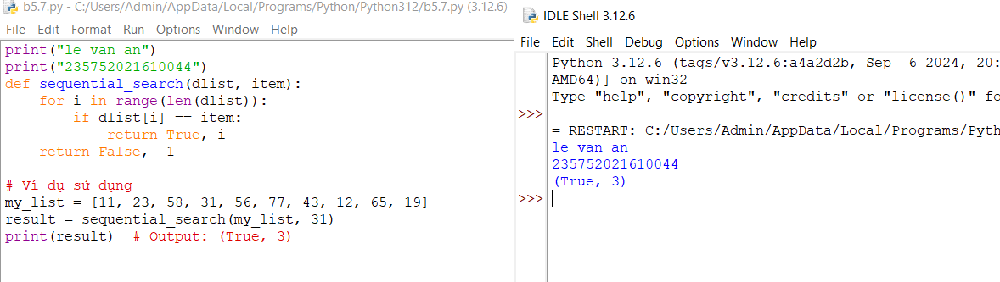 b5.7.py - C:/Users/Admin/AppData/Local/Programs/Python/Python312/b5.7.py (3.12.6)
File Edit Format Run Options Window Help
print("le van an")
print("235752021610044")
def sequential_search(dlist, item):
    for i in range(len(dlist)):
        if dlist[i] == item:
            return True, i
    return False, -1
# Ví dụ sử dụng
my_list = [11, 23, 58, 31, 56, 77, 43, 12, 65, 19]
result = sequential_search(my_list, 31)
print(result)  # Output: (True, 3)
IDLE Shell 3.12.6
File Edit Shell Debug Options Window Help
Python 3.12.6 (tags/v3.12.6:a4a2d2b, Sep  6 2024, 20:
AMD64)] on win32
Type "help", "copyright", "credits" or "license()" fo
>>>
= RESTART: C:/Users/Admin/AppData/Local/Programs/Pyth
le van an
235752021610044
(True, 3)
>>>